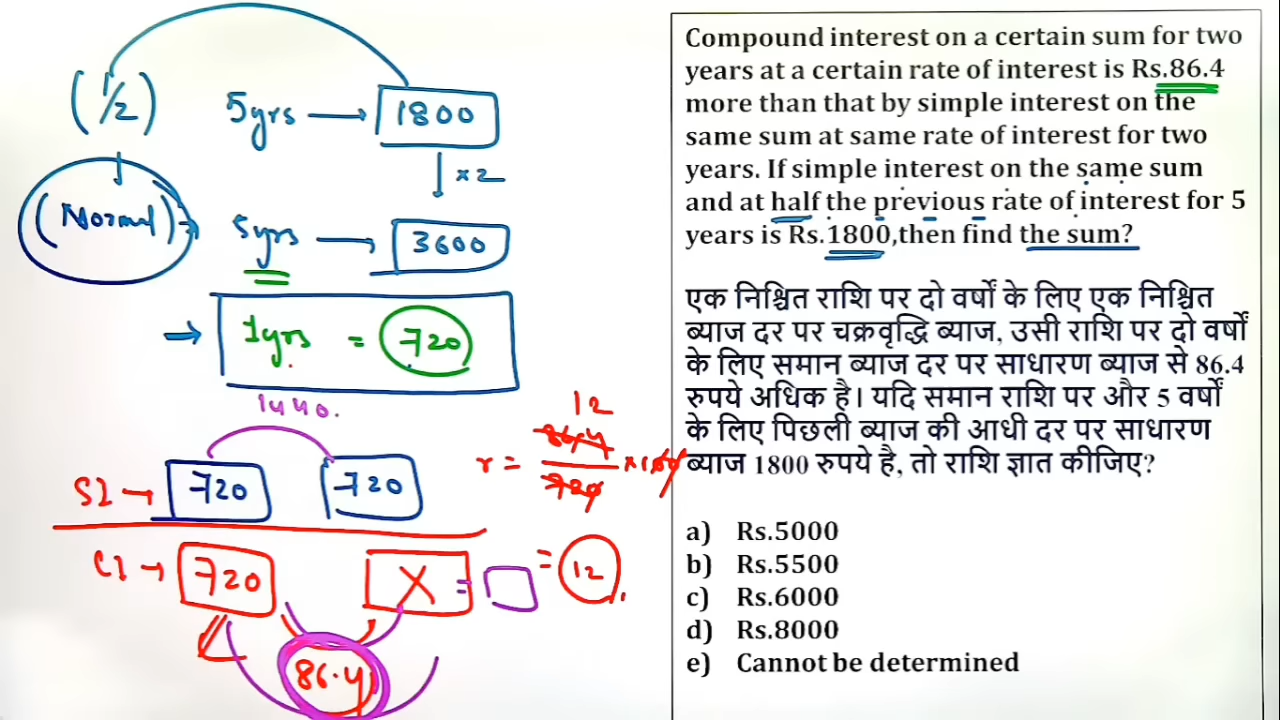 (1/2)
5yrs → 1800
×2
(Normal) → 5yrs → 3600
→ 1yrs = 720
1440.
SI → 720 720
CI → 720 X =
86.4
12
r = 86.4/720 ×100
= 12
Compound interest on a certain sum for two
years at a certain rate of interest is Rs.86.4
more than that by simple interest on the
same sum at same rate of interest for two
years. If simple interest on the same sum
and at half the previous rate of interest for 5
years is Rs.1800,then find the sum?
एक निश्चित राशि पर दो वर्षों के लिए एक निश्चित
ब्याज दर पर चक्रवृद्धि ब्याज, उसी राशि पर दो वर्षों
के लिए समान ब्याज दर पर साधारण ब्याज से 86.4
रुपये अधिक है। यदि समान राशि पर और 5 वर्षों
के लिए पिछली ब्याज की आधी दर पर साधारण
ब्याज 1800 रुपये है, तो राशि ज्ञात कीजिए?
a) Rs.5000
b) Rs.5500
c) Rs.6000
d) Rs.8000
e) Cannot be determined